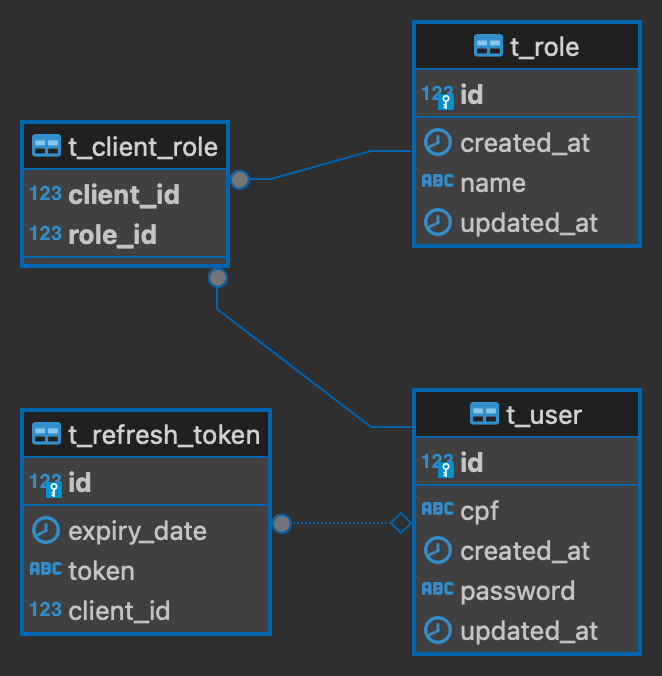 t_role
123 id
created_at
ABC name
updated_at
t_client_role
123 client_id
123 role_id
t_refresh_token
123 id
expiry_date
ABC token
123 client_id
t_user
123 id
ABC cpf
created_at
ABC password
updated_at